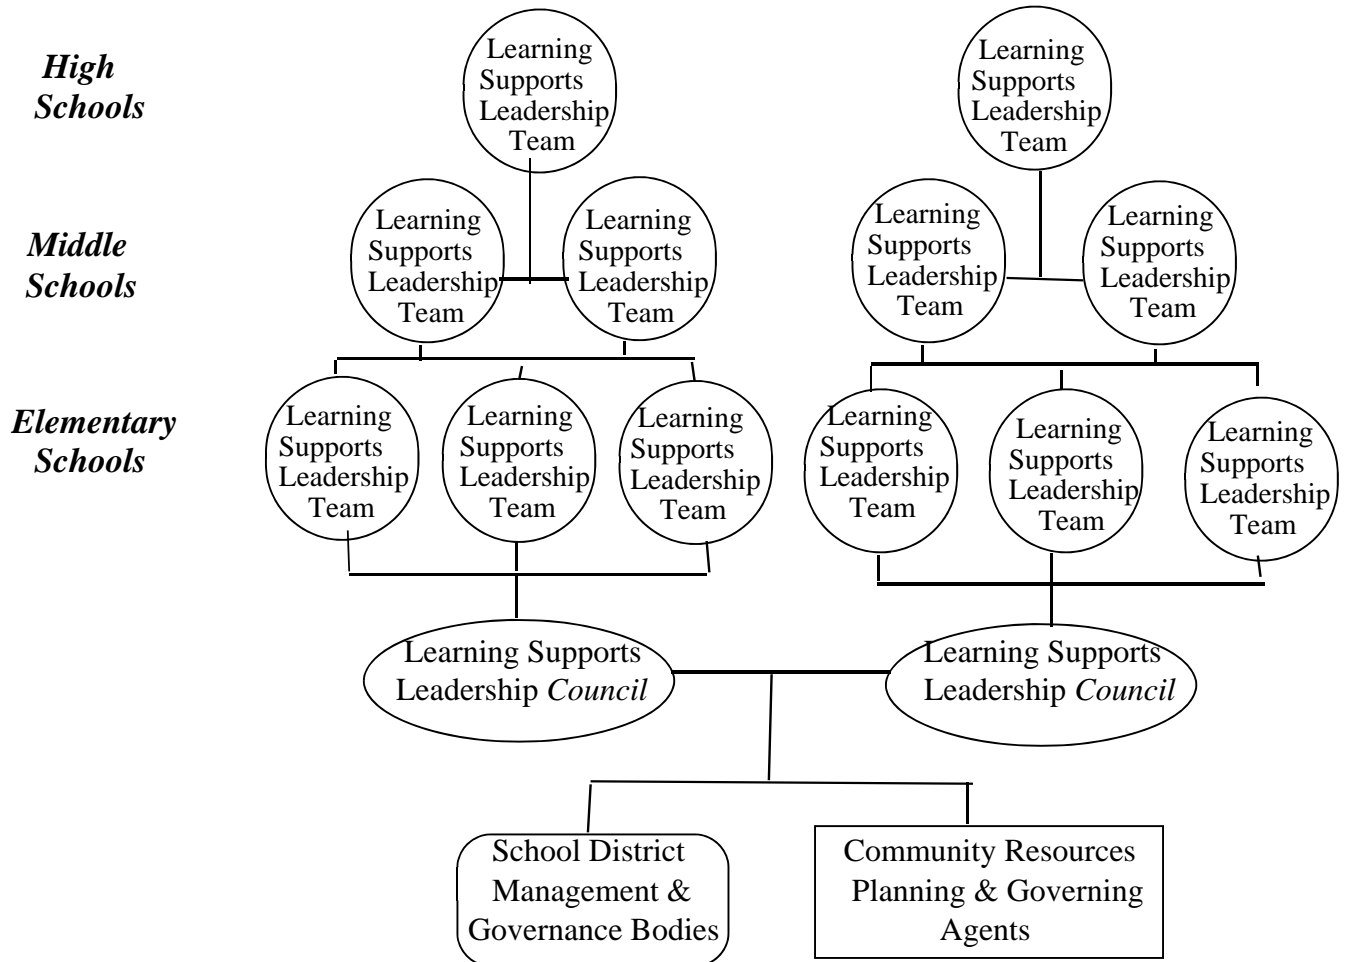 High
Schools
Learning
Supports
Leadership
Team
Learning
Supports
Leadership
Team
Middle
Schools
Learning
Supports
Leadership
Team
Learning
Supports
Leadership
Team
Learning
Supports
Leadership
Team
Learning
Supports
Leadership
Team
Elementary
Schools
Learning
Supports
Leadership
Team
Learning
Supports
Leadership
Team
Learning
Supports
Leadership
Team
Learning
Supports
Leadership
Team
Learning
Supports
Leadership
Team
Learning
Supports
Leadership
Team
Learning Supports
Leadership Council
Learning Supports
Leadership Council
School District
Management &
Governance Bodies
Community Resources
Planning & Governing
Agents